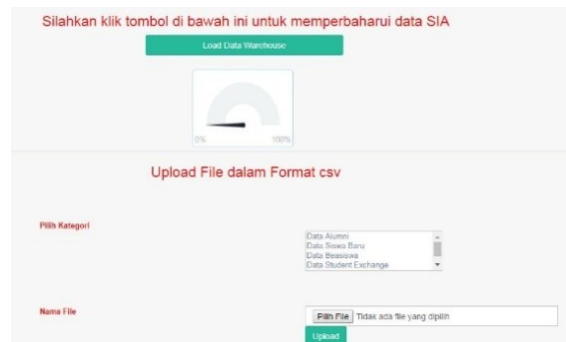 Silahkan klik tombol di bawah ini untuk memperbaharui data SIA
Load Data Warehouse
0% 100%
Upload File dalam Format csv
Pilih Kategori
Data Alumni
Data Siswa Baru
Data Beasiswa
Data Student Exchange
Nama File
Pilih File Tidak ada file yang dipilih
Upload